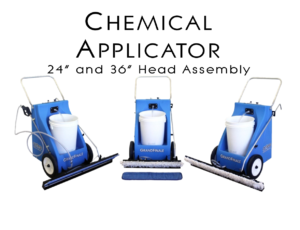 CHEMICAL
APPLICATOR
24" and 36" Head Assembly